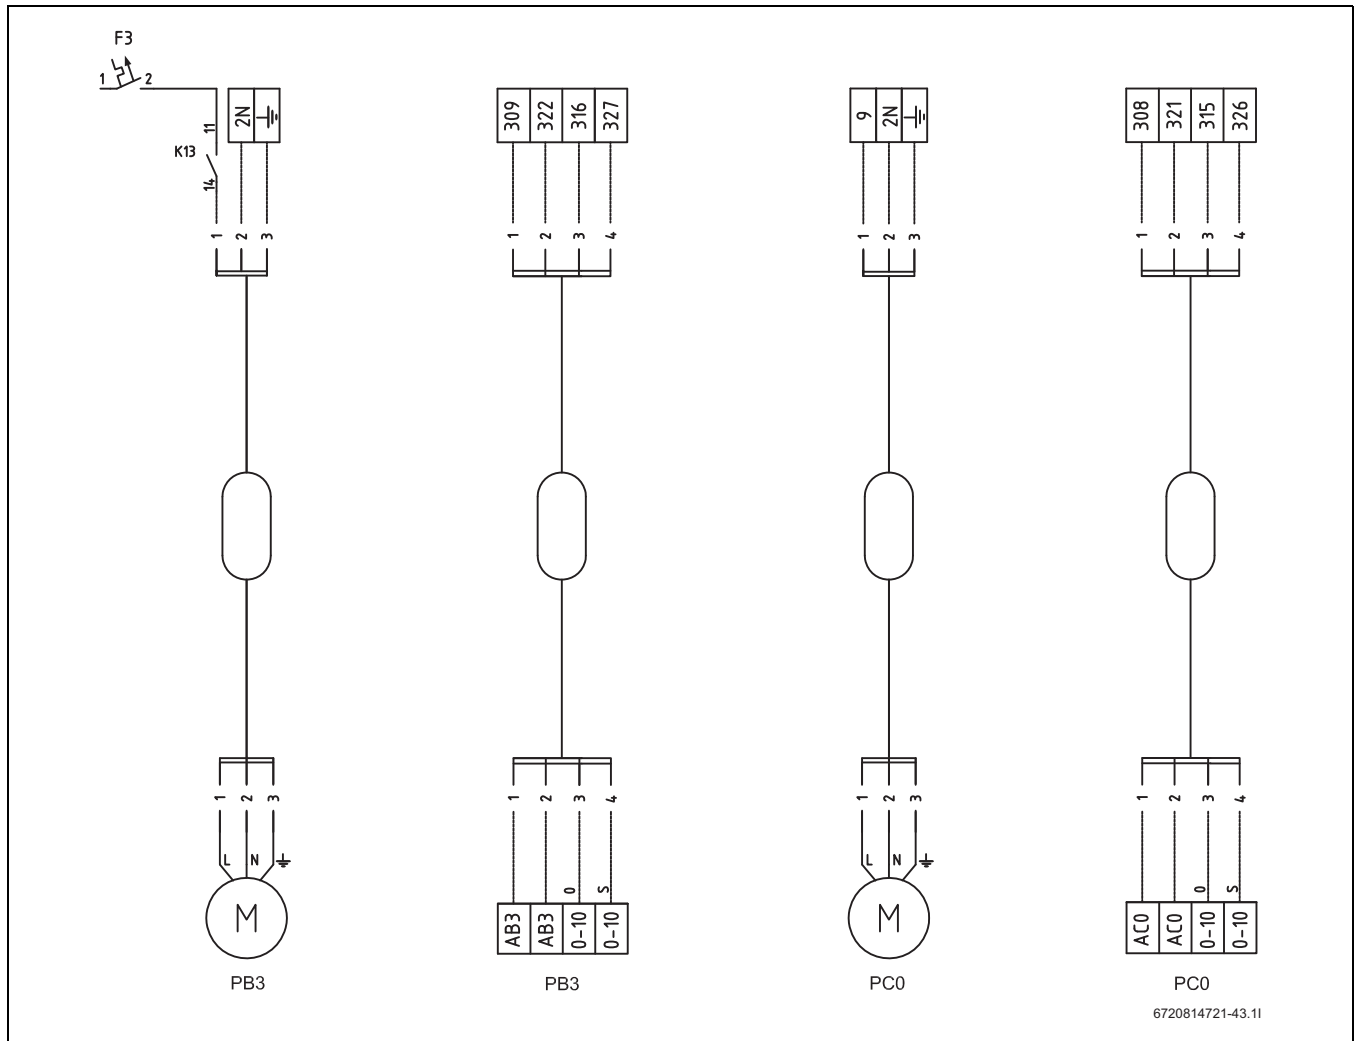 F3
1 2
11
K13
14
2N
1 2 3
309 322 316 327
1 2 3 4
9 2N
1 2 3
308 321 315 326
1 2 3 4
1 2 3
L N
M
PB3
1 2 3 4
0 S
AB3 AB3 0-10 0-10
PB3
1 2 3
L N
M
PC0
1 2 3 4
0 S
AC0 AC0 0-10 0-10
PC0
6720814721-43.1I